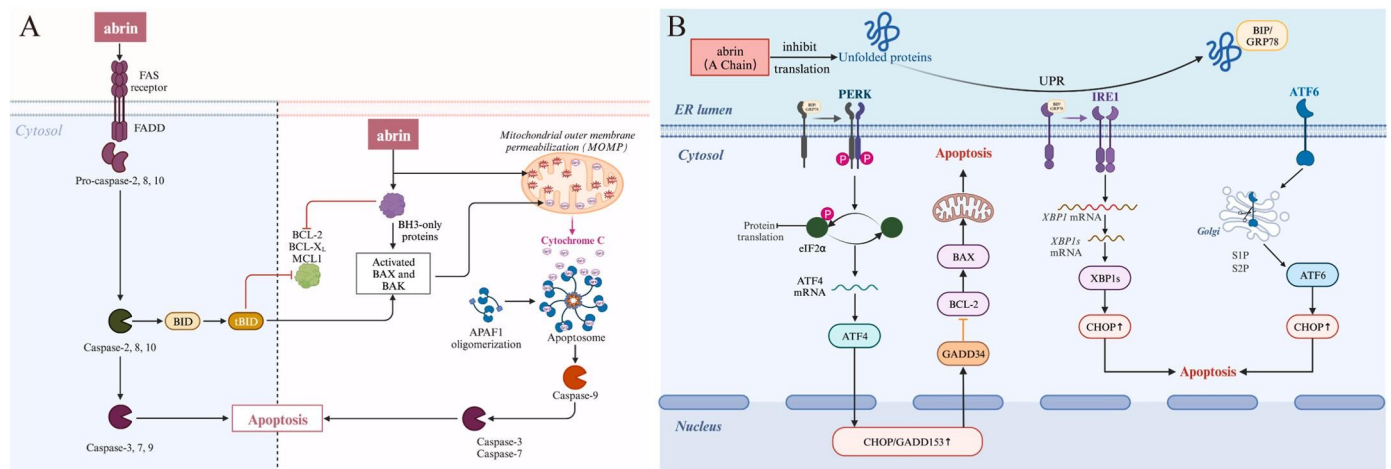 A
abrin
FAS
receptor
FADD
Cytosol
Pro-caspase-2, 8, 10
Caspase-2, 8, 10
BID
tBID
Caspase-3, 7, 9
Apoptosis
abrin
BH3-only
proteins
BCL-2
BCL-XL
MCL1
Activated
BAX and
BAK
Mitochondrial outer membrane
permeabilization (MOMP)
Cytochrome C
APAF1
oligomerization
Apoptosome
Caspase-9
Caspase-3
Caspase-7
B
abrin
(A Chain)
inhibit
translation
Unfolded proteins
UPR
BIP/
GRP78
ER lumen
BIP/
GRP78
PERK
BIP/
GRP78
IRE1
ATF6
Cytosol
P
P
Protein
translation
P
eIF2α
ATF4
mRNA
ATF4
Apoptosis
BAX
BCL-2
GADD34
XBP1 mRNA
XBP1s
mRNA
XBP1s
CHOP↑
Golgi
S1P
S2P
ATF6
CHOP↑
Apoptosis
Nucleus
CHOP/GADD153↑